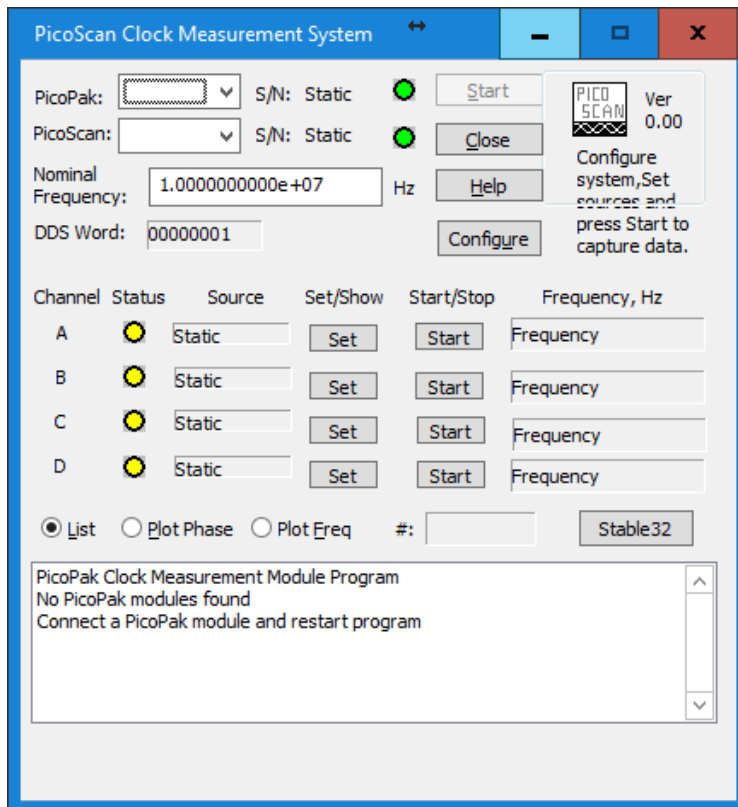 PicoScan Clock Measurement System
PicoPak: S/N: Static Start
PICO SCAN Ver 0.00
PicoScan: S/N: Static Close
Nominal Frequency: 1.0000000000e+07 Hz Help
Configure system,Set sources and press Start to capture data.
DDS Word: 00000001 Configure
Channel Status Source Set/Show Start/Stop Frequency, Hz
A Static Set Start Frequency
B Static Set Start Frequency
C Static Set Start Frequency
D Static Set Start Frequency
List Plot Phase Plot Freq #: Stable32
PicoPak Clock Measurement Module Program
No PicoPak modules found
Connect a PicoPak module and restart program